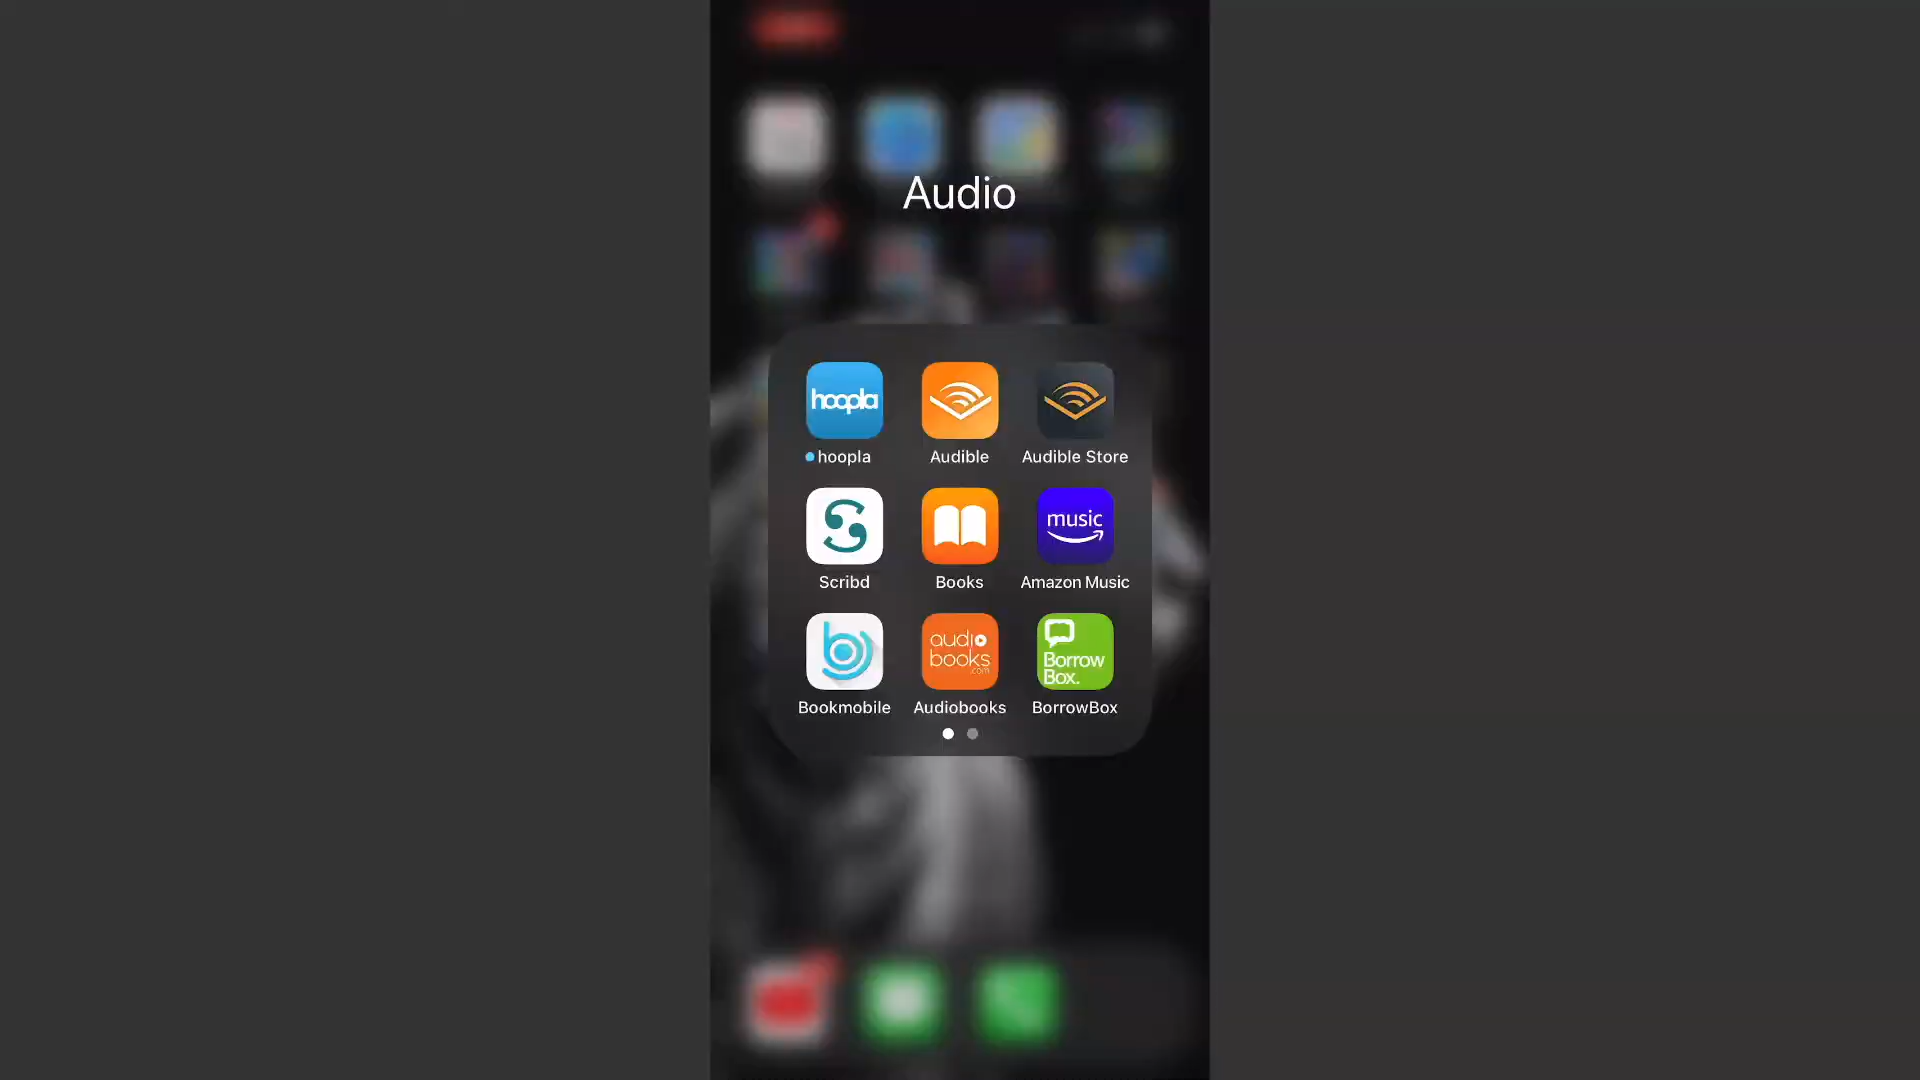 Audio
hoopla
hoopla
Audible
Audible Store
Scribd
Books
music
Amazon Music
Bookmobile
audio
books
.com
Audiobooks
Borrow
Box.
BorrowBox